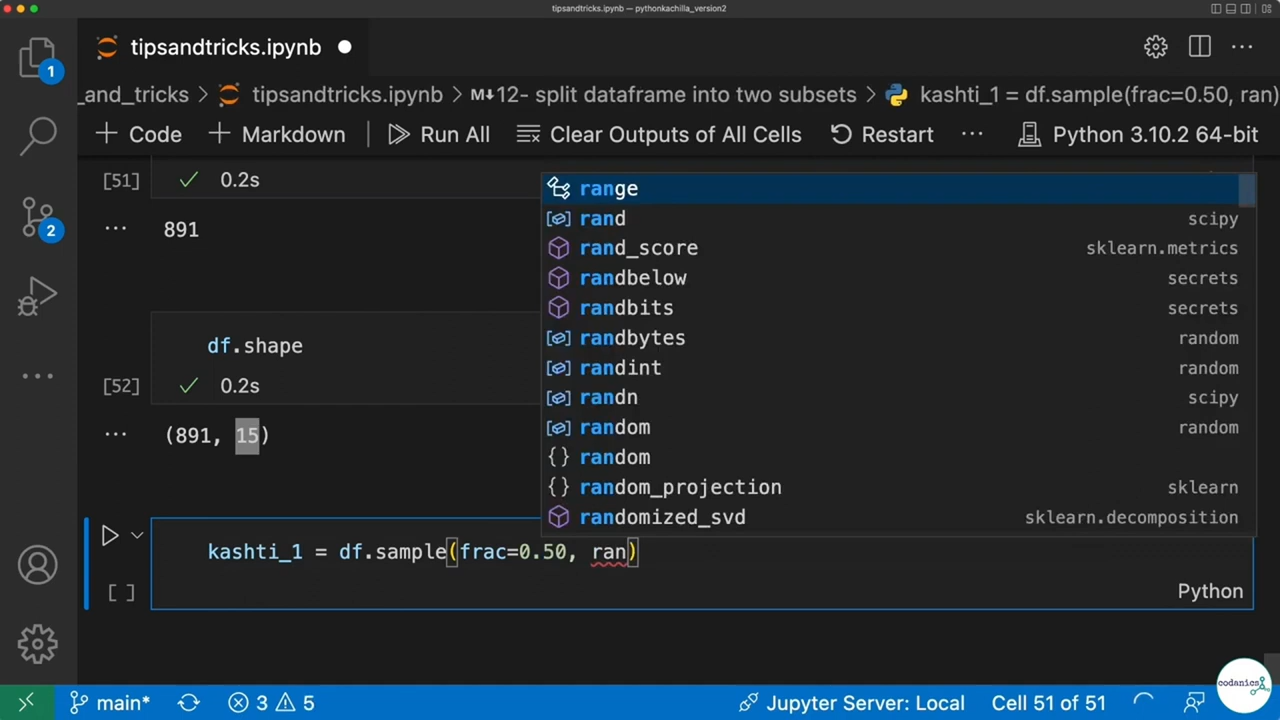 tipsandtricks.ipynb — pythonkachilla_version2
tipsandtricks.ipynb
_and_tricks > tipsandtricks.ipynb > M↓12- split dataframe into two subsets > kashti_1 = df.sample(frac=0.50, ran)
+ Code + Markdown | Run All Clear Outputs of All Cells Restart ... Python 3.10.2 64-bit
1
2
[51] ✓ 0.2s
... 891
df.shape
[52] ✓ 0.2s
... (891, 15)
range
rand scipy
rand_score sklearn.metrics
randbelow secrets
randbits secrets
randbytes random
randint random
randn scipy
random random
{} random
{} random_projection sklearn
randomized_svd sklearn.decomposition
kashti_1 = df.sample(frac=0.50, ran)
[ ] Python
codanics
main* 3 5 Jupyter Server: Local Cell 51 of 51